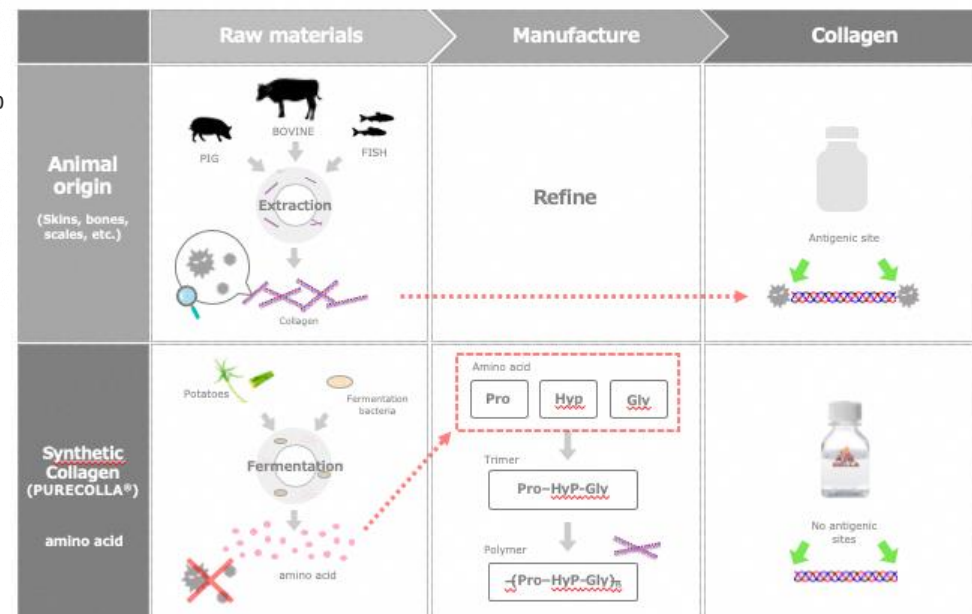 Raw materials
Manufacture
Collagen
Animal
origin
(Skins, bones,
scales, etc.)
PIG
BOVINE
FISH
Extraction
Collagen
Refine
Antigenic site
Synthetic
Collagen
(PURECOLLA®)
amino acid
Potatoes
Fermentation
bacteria
Fermentation
amino acid
Amino acid
Pro
Hyp
Gly
Trimer
Pro–HyP-Gly
Polymer
–(Pro–HyP-Gly)n
No antigenic
sites